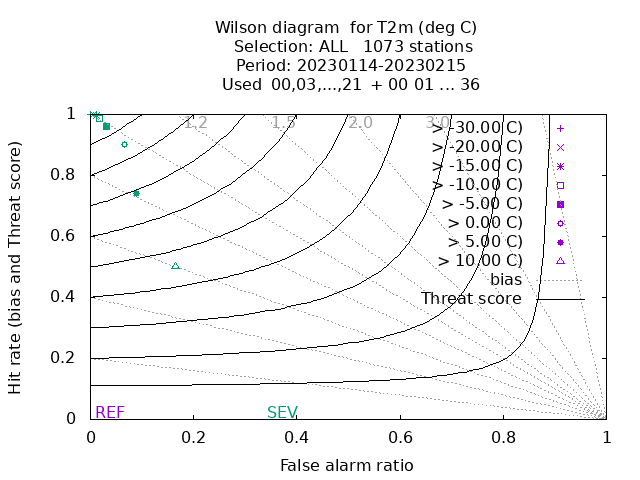 Wilson diagram  for T2m (deg C)
Selection: ALL   1073 stations
Period: 20230114-20230215
Used  00,03,...,21  + 00 01 ... 36
1
1.2
1.5
2.0
3.0
> -30.00 C)
> -20.00 C)
> -15.00 C)
0.8
> -10.00 C)
> -5.00 C)
> 0.00 C)
0.6
> 5.00 C)
> 10.00 C)
bias
0.4
Threat score
0.2
REF
SEV
0
0
0.2
0.4
0.6
0.8
1
False alarm ratio
Hit rate (bias and Threat score)